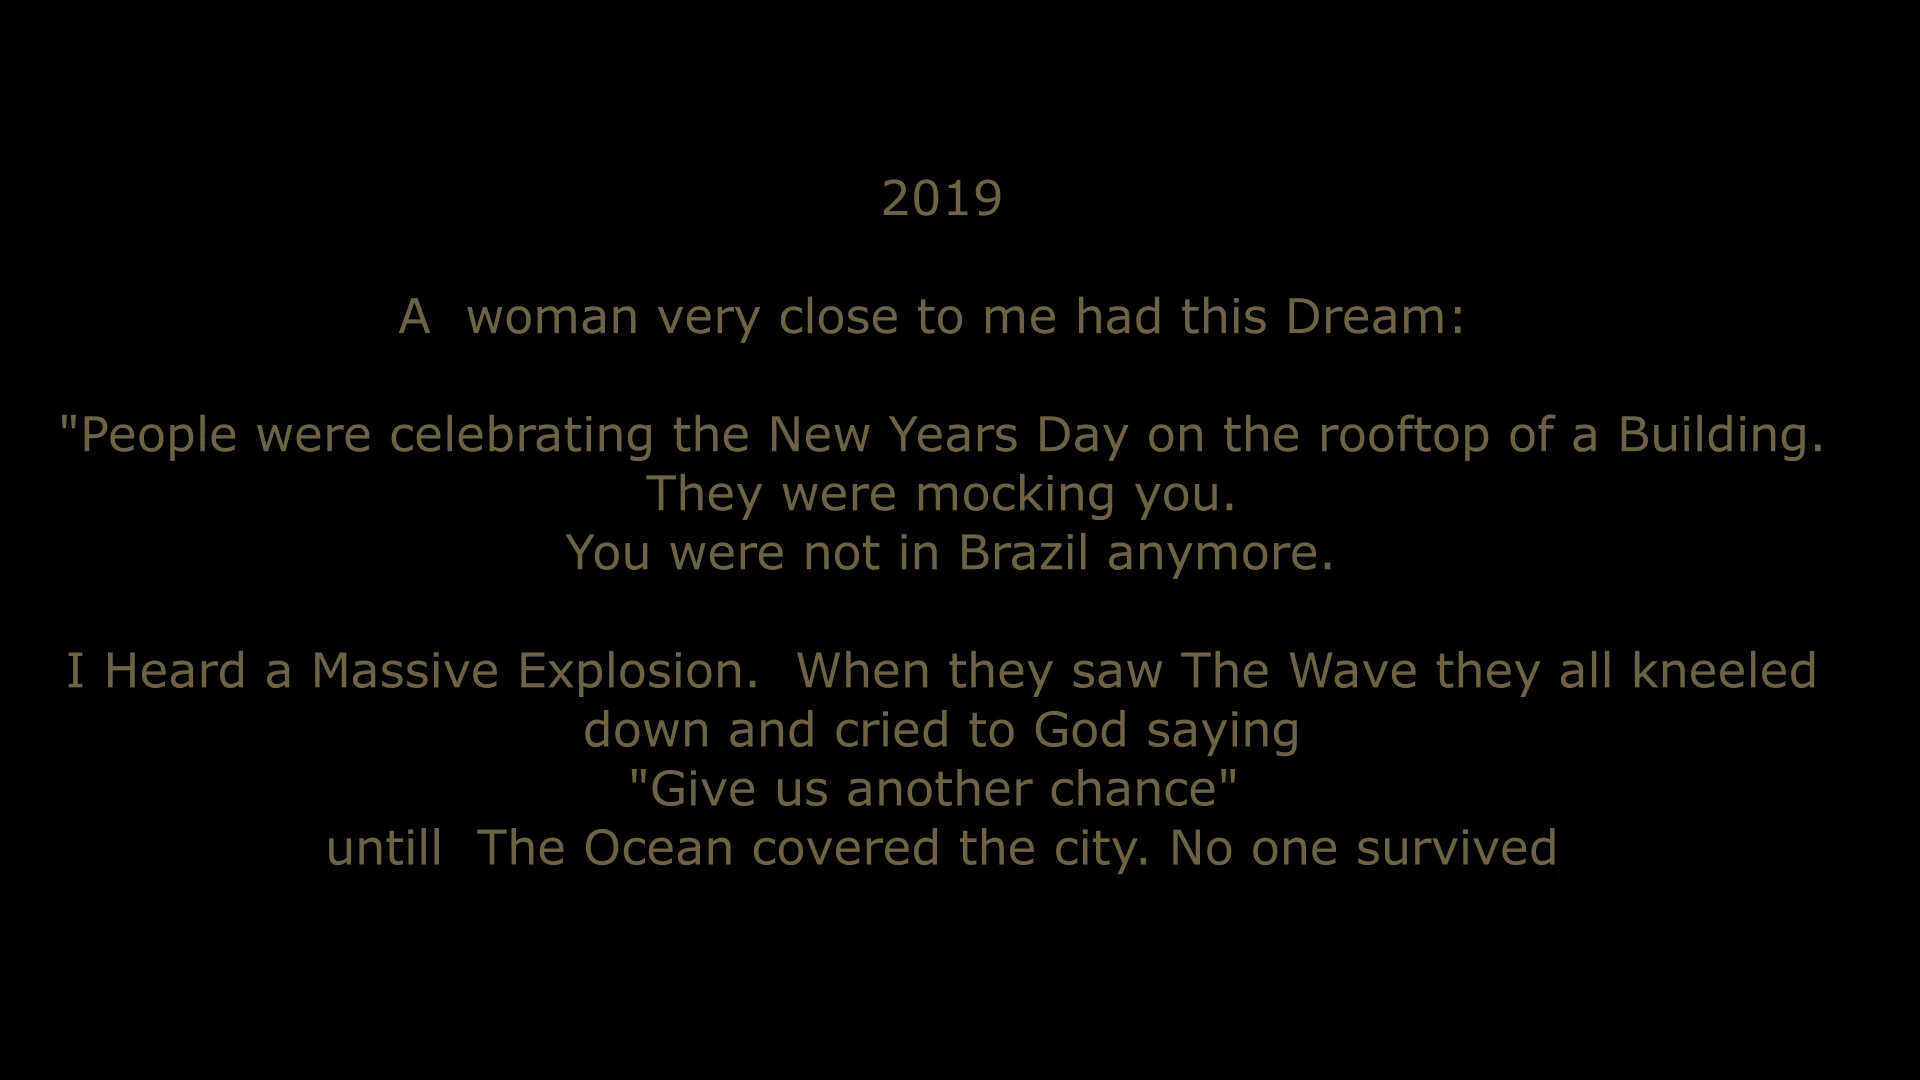 2019
A  woman very close to me had this Dream:
"People were celebrating the New Years Day on the rooftop of a Building.
They were mocking you.
You were not in Brazil anymore.
I Heard a Massive Explosion.  When they saw The Wave they all kneeled
down and cried to God saying
"Give us another chance"
untill  The Ocean covered the city. No one survived